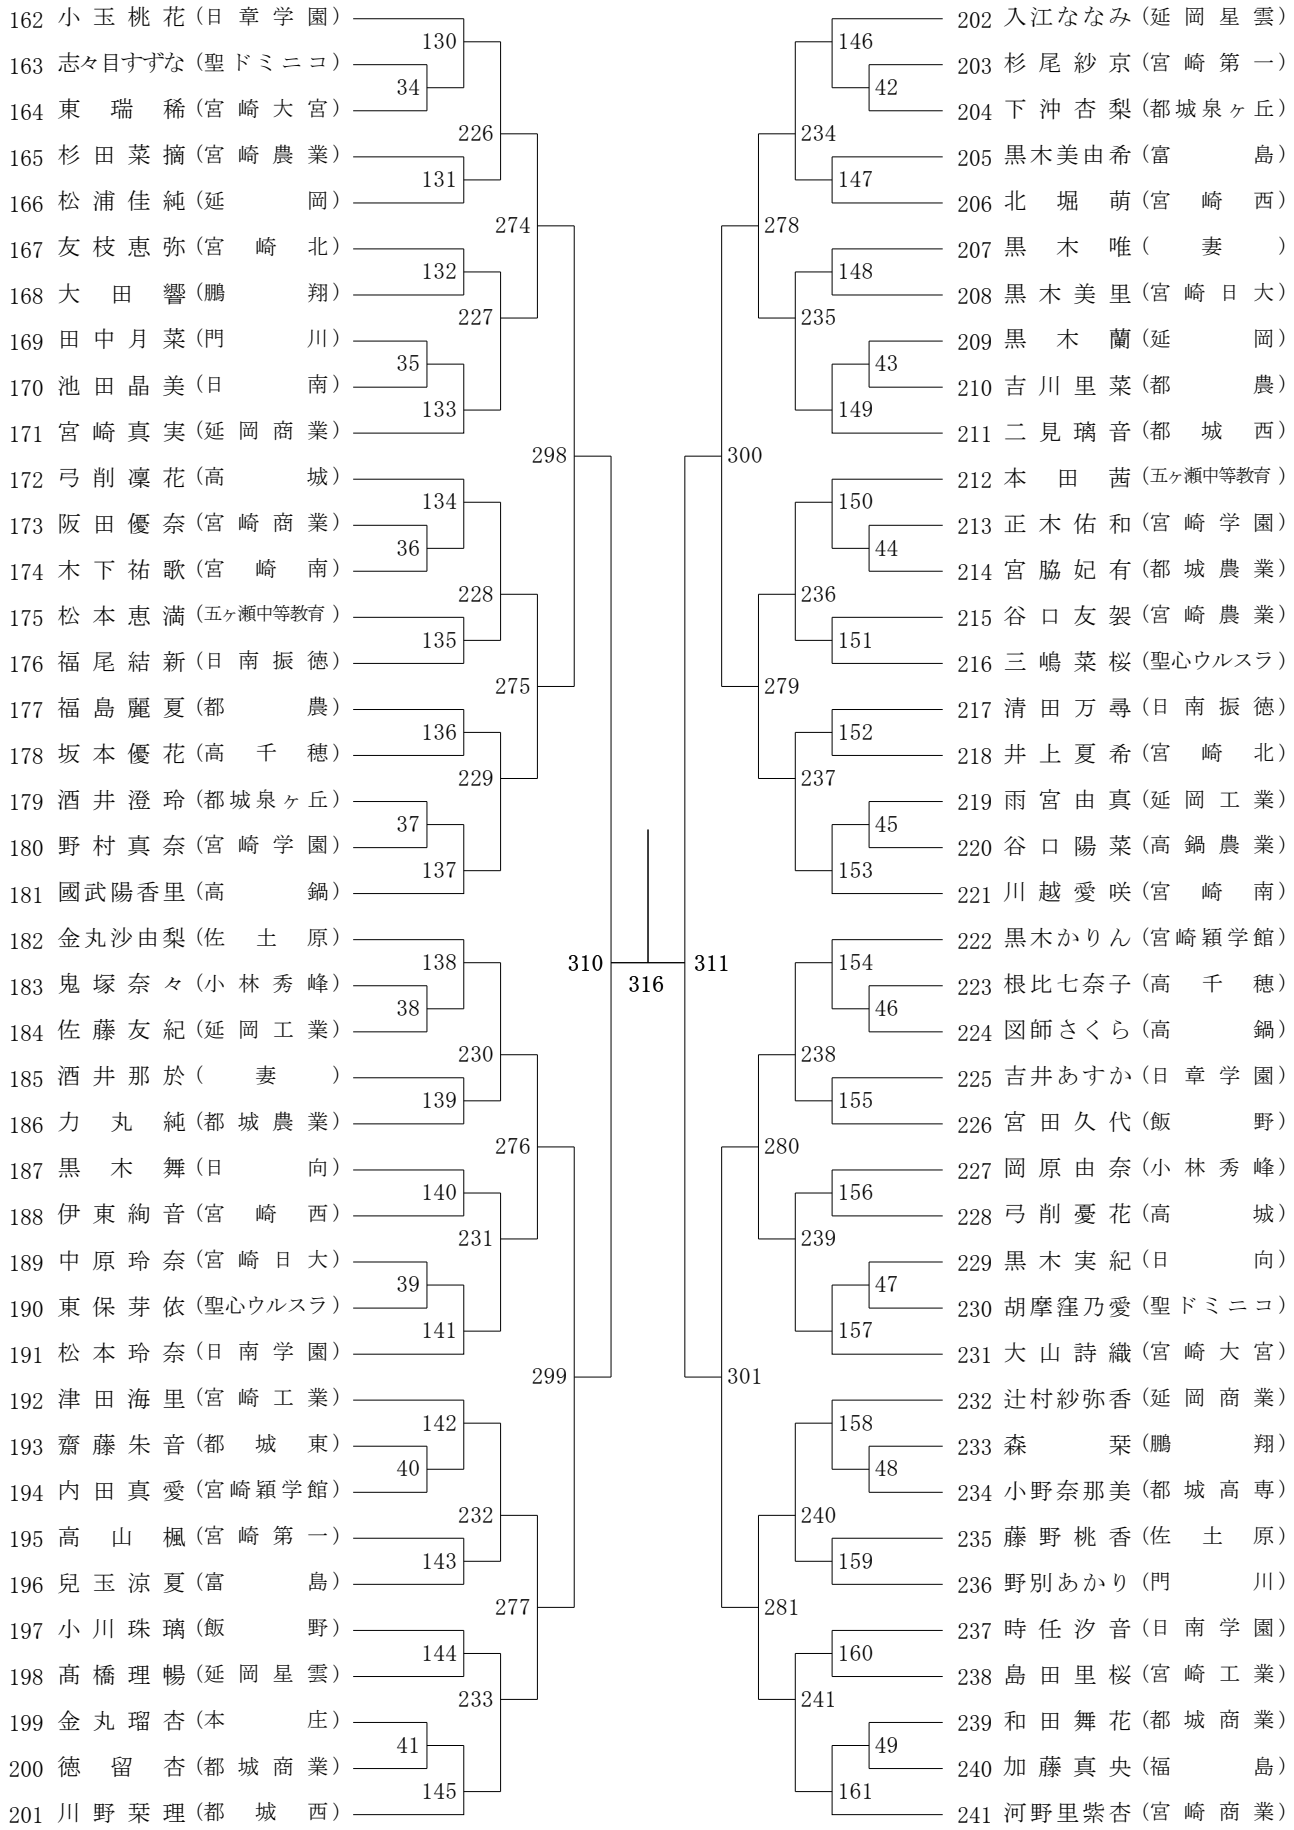 162 小玉桃花 (日章学園)
163 志々目すずな (聖ドミニコ)
164 東瑞稀 (宮崎大宮)
165 杉田菜摘 (宮崎農業)
166 松浦佳純 (延岡)
167 友枝恵弥 (宮崎北)
168 大田響 (鵬翔)
169 田中月菜 (門川)
170 池田晶美 (日南)
171 宮崎真実 (延岡商業)
172 弓削凜花 (高城)
173 阪田優奈 (宮崎商業)
174 木下祐歌 (宮崎南)
175 松本恵満 (五ヶ瀬中等教育)
176 福尾結新 (日南振徳)
177 福島麗夏 (都農)
178 坂本優花 (高千穂)
179 酒井澄玲 (都城泉ヶ丘)
180 野村真奈 (宮崎学園)
181 國武陽香里 (高鍋)
182 金丸沙由梨 (佐土原)
183 鬼塚奈々 (小林秀峰)
184 佐藤友紀 (延岡工業)
185 酒井那於 (妻)
186 力丸純 (都城農業)
187 黒木舞 (日向)
188 伊東絢音 (宮崎西)
189 中原玲奈 (宮崎日大)
190 東保芽依 (聖心ウルスラ)
191 松本玲奈 (日南学園)
192 津田海里 (宮崎工業)
193 齋藤朱音 (都城東)
194 内田真愛 (宮崎穎学館)
195 高山楓 (宮崎第一)
196 兒玉涼夏 (富島)
197 小川珠璃 (飯野)
198 髙橋理暢 (延岡星雲)
199 金丸瑠杏 (本庄)
200 徳留杏 (都城商業)
201 川野栞理 (都城西)
130
34
226
131
274
132
227
35
133
298
134
36
228
135
275
136
229
37
137
310
138
38
230
139
276
140
231
39
141
299
142
40
232
143
277
144
233
41
145
316
146
42
234
147
278
148
235
43
149
300
150
44
236
151
279
152
237
45
153
311
154
46
238
155
280
156
239
47
157
301
158
48
240
159
281
160
241
49
161
202 入江ななみ (延岡星雲)
203 杉尾紗京 (宮崎第一)
204 下沖杏梨 (都城泉ヶ丘)
205 黒木美由希 (富島)
206 北堀萌 (宮崎西)
207 黒木唯 (妻)
208 黒木美里 (宮崎日大)
209 黒木蘭 (延岡)
210 吉川里菜 (都農)
211 二見璃音 (都城西)
212 本田茜 (五ヶ瀬中等教育)
213 正木佑和 (宮崎学園)
214 宮脇妃有 (都城農業)
215 谷口友袈 (宮崎農業)
216 三嶋菜桜 (聖心ウルスラ)
217 清田万尋 (日南振徳)
218 井上夏希 (宮崎北)
219 雨宮由真 (延岡工業)
220 谷口陽菜 (高鍋農業)
221 川越愛咲 (宮崎南)
222 黒木かりん (宮崎穎学館)
223 根比七奈子 (高千穂)
224 図師さくら (高鍋)
225 吉井あすか (日章学園)
226 宮田久代 (飯野)
227 岡原由奈 (小林秀峰)
228 弓削憂花 (高城)
229 黒木実紀 (日向)
230 胡摩窪乃愛 (聖ドミニコ)
231 大山詩織 (宮崎大宮)
232 辻村紗弥香 (延岡商業)
233 森栞 (鵬翔)
234 小野奈那美 (都城高専)
235 藤野桃香 (佐土原)
236 野別あかり (門川)
237 時任汐音 (日南学園)
238 島田里桜 (宮崎工業)
239 和田舞花 (都城商業)
240 加藤真央 (福島)
241 河野里紫杏 (宮崎商業)